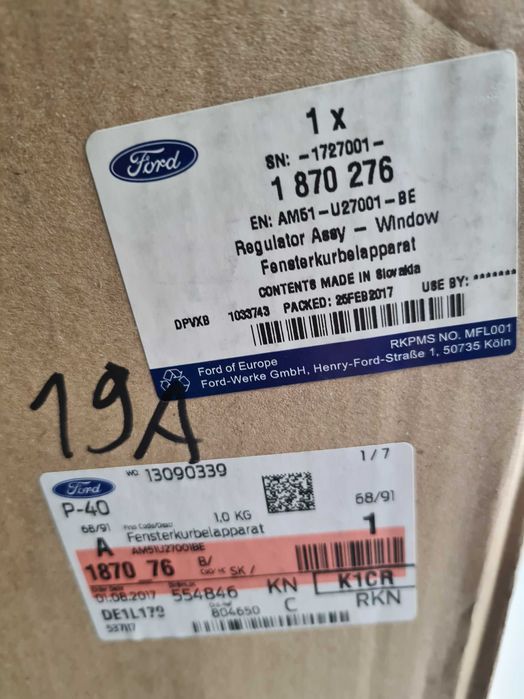 Ford
1 x
SN: -1727001-
1 870 276
EN: AM51-U27001-BE
Regulator Assy - Window
Fensterkurbelapparat
CONTENTS MADE IN Slovakia
DPVXB 1033743 PACKED: 25FEB2017 USE BY: *******
RKPMS NO. MFL001
Ford of Europe
Ford-Werke GmbH, Henry-Ford-Straße 1, 50735 Köln
19A
Ford
WO 13090339
1 / 7
P-40
1.0 KG
68/91
68/91
Fensterkurbelapparat
A
1
AM51U27001BE
1870 76 B/ SK /
K1CR
01.08.2017 554846 KN
RKN
DE1L179 804650 C
537117